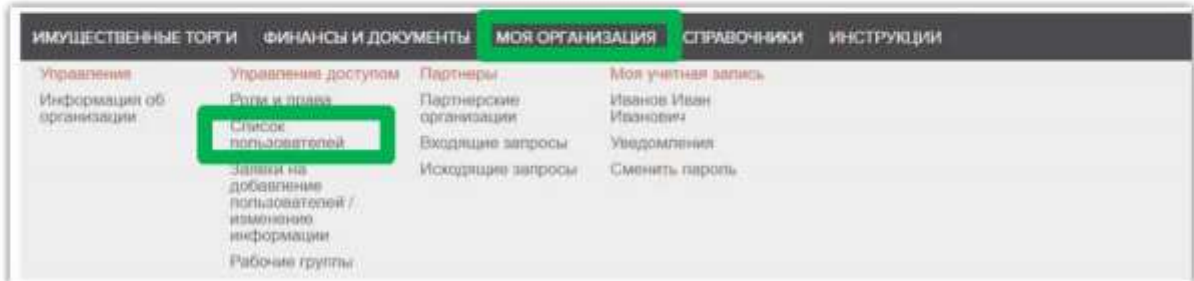 ИМУЩЕСТВЕННЫЕ ТОРГИ ФИНАНСЫ И ДОКУМЕНТЫ МОЯ ОРГАНИЗАЦИЯ СПРАВОЧНИКИ ИНСТРУКЦИИ
Управления
Информация об
организации
Управление доступом
Роли и права
Список
пользователей
Заявки на
добавление
пользователей /
изменение
информации
Рабочие группы
Партнеры
Партнерские
организации
Входящие запросы
Исходящие запросы
Моя учетная запись
Иванов Иван
Иванович
Уведомления
Сменить пароль